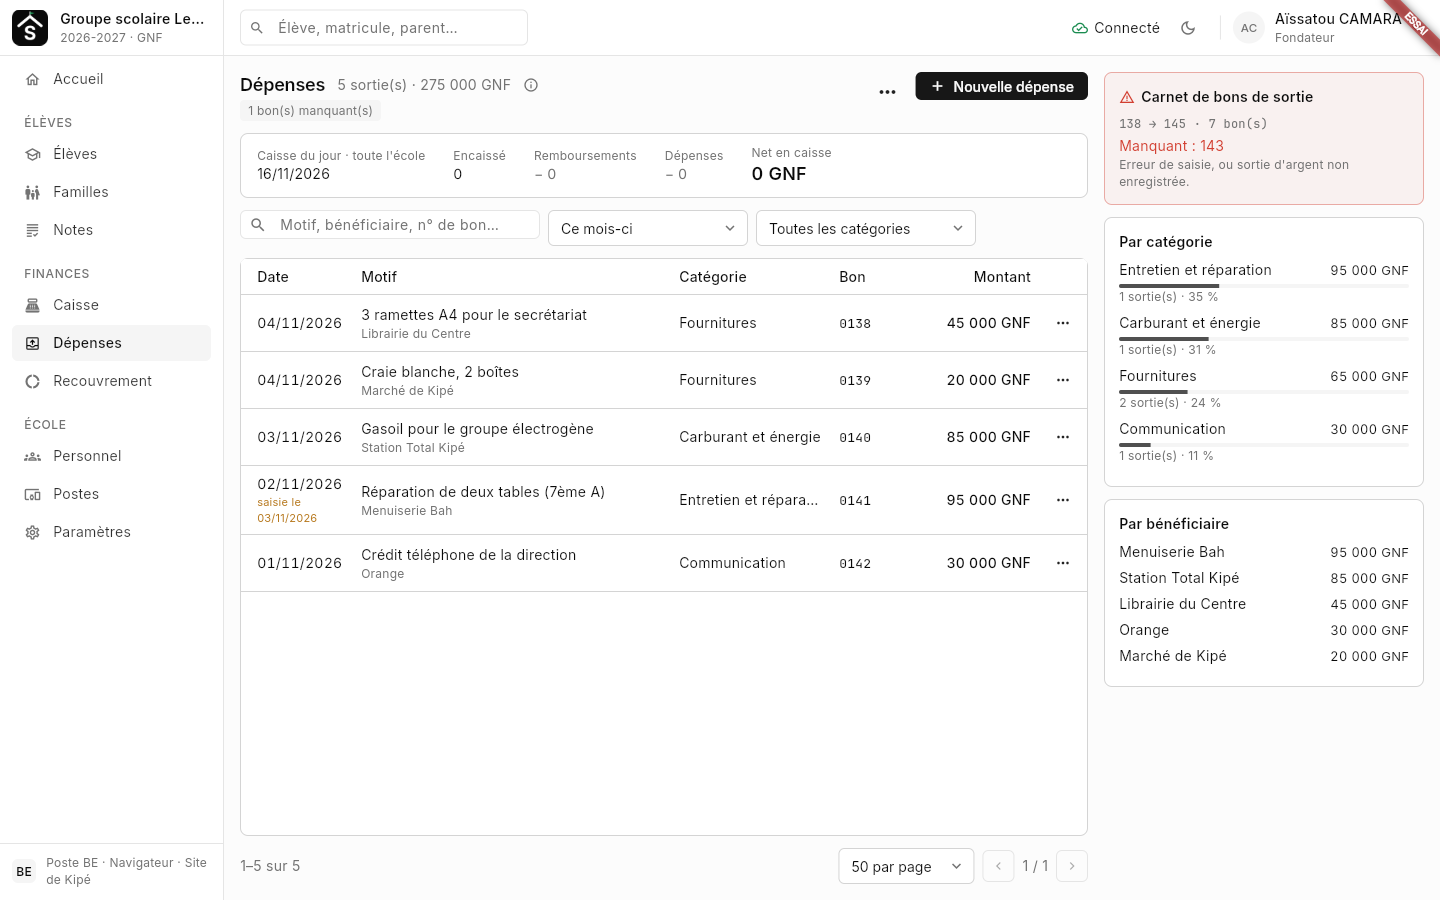 Groupe scolaire Le...
2026-2027 · GNF
Élève, matricule, parent...
Connecté
AC
Aïssatou CAMARA
Fondateur
ESSAI
Accueil
ÉLÈVES
Élèves
Familles
Notes
FINANCES
Caisse
Dépenses
Recouvrement
ÉCOLE
Personnel
Postes
Paramètres
BE
Poste BE · Navigateur · Site
de Kipé
Dépenses 5 sortie(s) · 275 000 GNF
1 bon(s) manquant(s)
Nouvelle dépense
Caisse du jour · toute l'école
16/11/2026
Encaissé
0
Remboursements
– 0
Dépenses
– 0
Net en caisse
0 GNF
Motif, bénéficiaire, n° de bon...
Ce mois-ci
Toutes les catégories
Date Motif Catégorie Bon Montant
04/11/2026 3 ramettes A4 pour le secrétariat Fournitures 0138 45 000 GNF
Librairie du Centre
04/11/2026 Craie blanche, 2 boîtes Fournitures 0139 20 000 GNF
Marché de Kipé
03/11/2026 Gasoil pour le groupe électrogène Carburant et énergie 0140 85 000 GNF
Station Total Kipé
02/11/2026 Réparation de deux tables (7ème A) Entretien et répara... 0141 95 000 GNF
saisie le
03/11/2026
Menuiserie Bah
01/11/2026 Crédit téléphone de la direction Communication 0142 30 000 GNF
Orange
1–5 sur 5
50 par page
1 / 1
Carnet de bons de sortie
138 → 145 · 7 bon(s)
Manquant : 143
Erreur de saisie, ou sortie d'argent non
enregistrée.
Par catégorie
Entretien et réparation 95 000 GNF
1 sortie(s) · 35 %
Carburant et énergie 85 000 GNF
1 sortie(s) · 31 %
Fournitures 65 000 GNF
2 sortie(s) · 24 %
Communication 30 000 GNF
1 sortie(s) · 11 %
Par bénéficiaire
Menuiserie Bah 95 000 GNF
Station Total Kipé 85 000 GNF
Librairie du Centre 45 000 GNF
Orange 30 000 GNF
Marché de Kipé 20 000 GNF